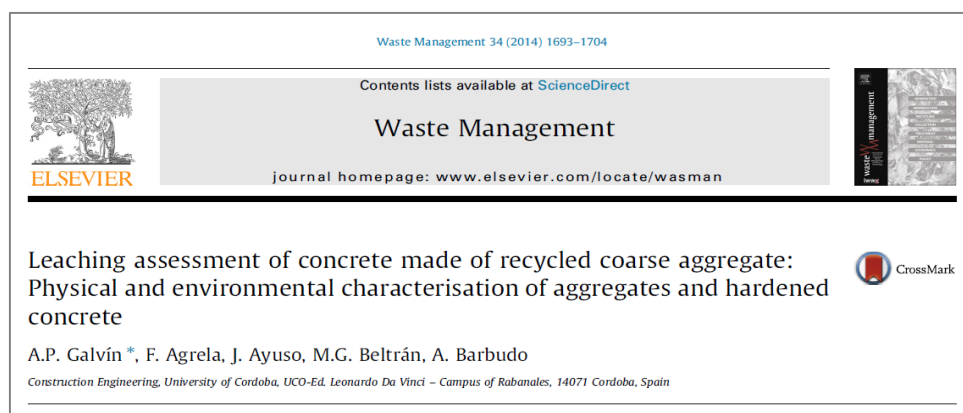 Waste Management 34 (2014) 1693–1704
Contents lists available at ScienceDirect
Waste Management
journal homepage: www.elsevier.com/locate/wasman
ELSEVIER
waste management
iwwg
Leaching assessment of concrete made of recycled coarse aggregate:
Physical and environmental characterisation of aggregates and hardened
concrete
CrossMark
A.P. Galvín *, F. Agrela, J. Ayuso, M.G. Beltrán, A. Barbudo
Construction Engineering, University of Cordoba, UCO-Ed. Leonardo Da Vinci – Campus of Rabanales, 14071 Cordoba, Spain